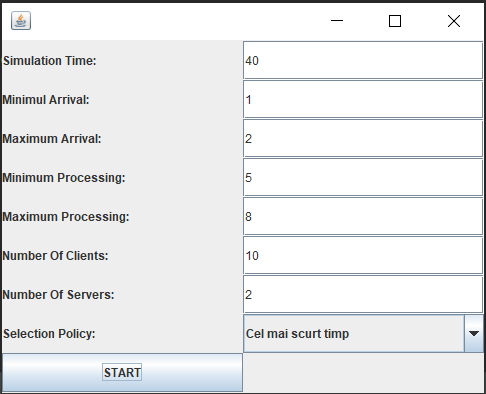 Simulation Time: 40
Minimul Arrival: 1
Maximum Arrival: 2
Minimum Processing: 5
Maximum Processing: 8
Number Of Clients: 10
Number Of Servers: 2
Selection Policy: Cel mai scurt timp
START